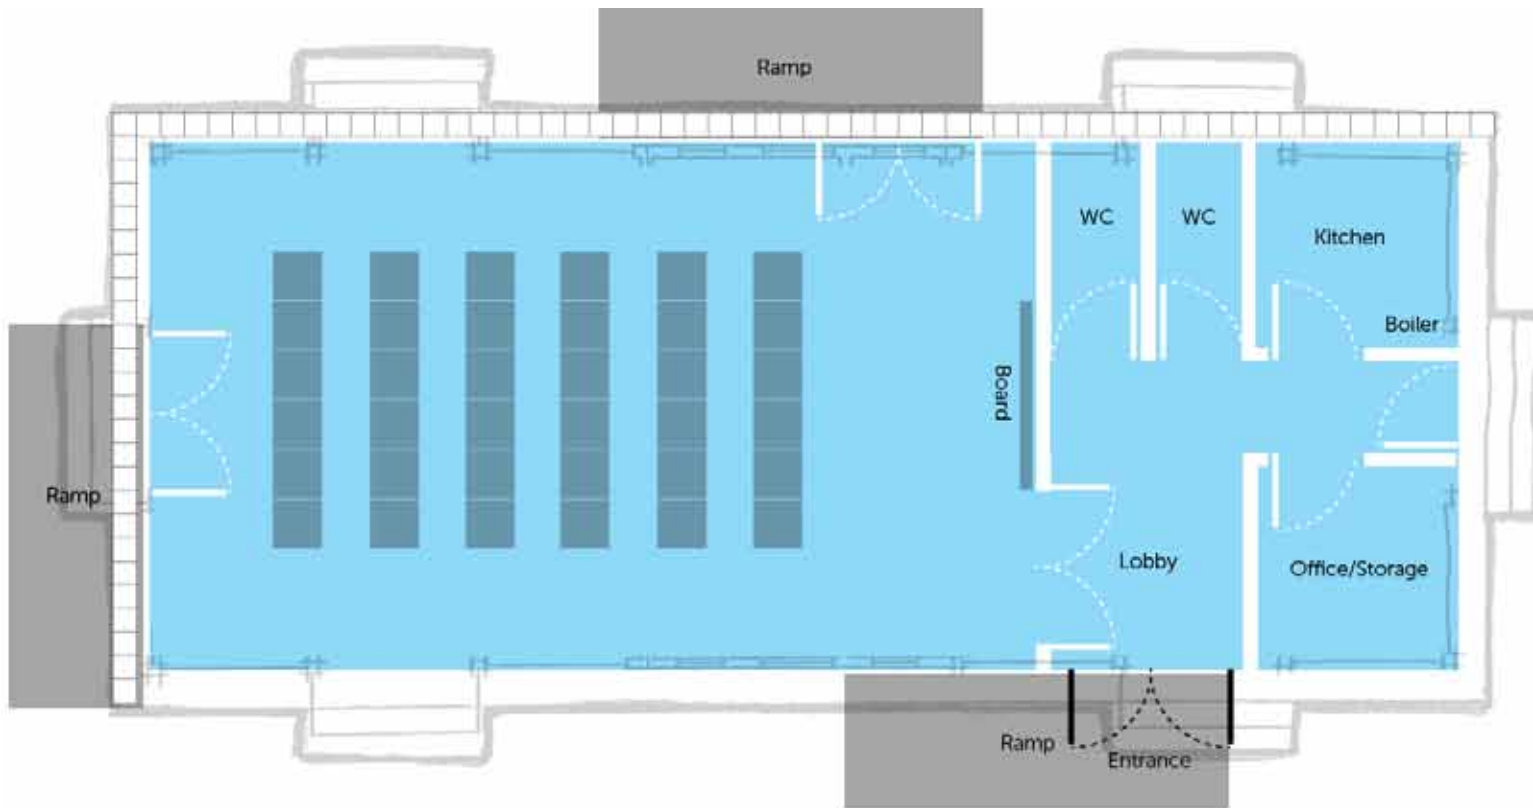 Ramp
WC
WC
Kitchen
Boiler
Board
Ramp
Lobby
Office/Storage
Ramp
Entrance